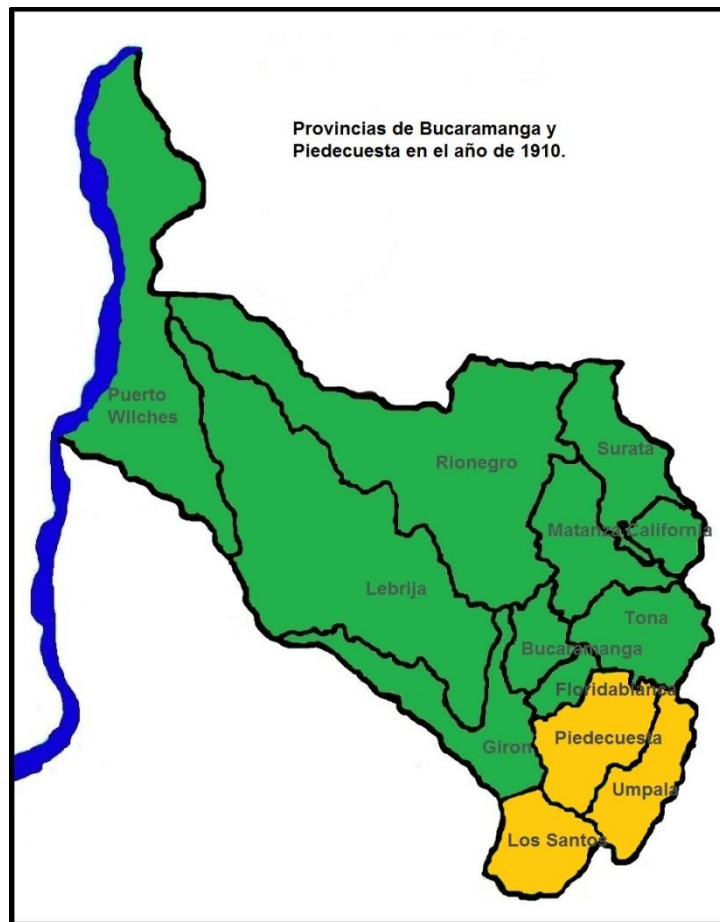 Provincias de Bucaramanga y
Piedecuesta en el año de 1910.
Puerto
Wilches
Rionegro
Surata
Matanza
California
Lebrija
Tona
Bucaramanga
Floridablanca
Giron
Piedecuesta
Umpala
Los Santos